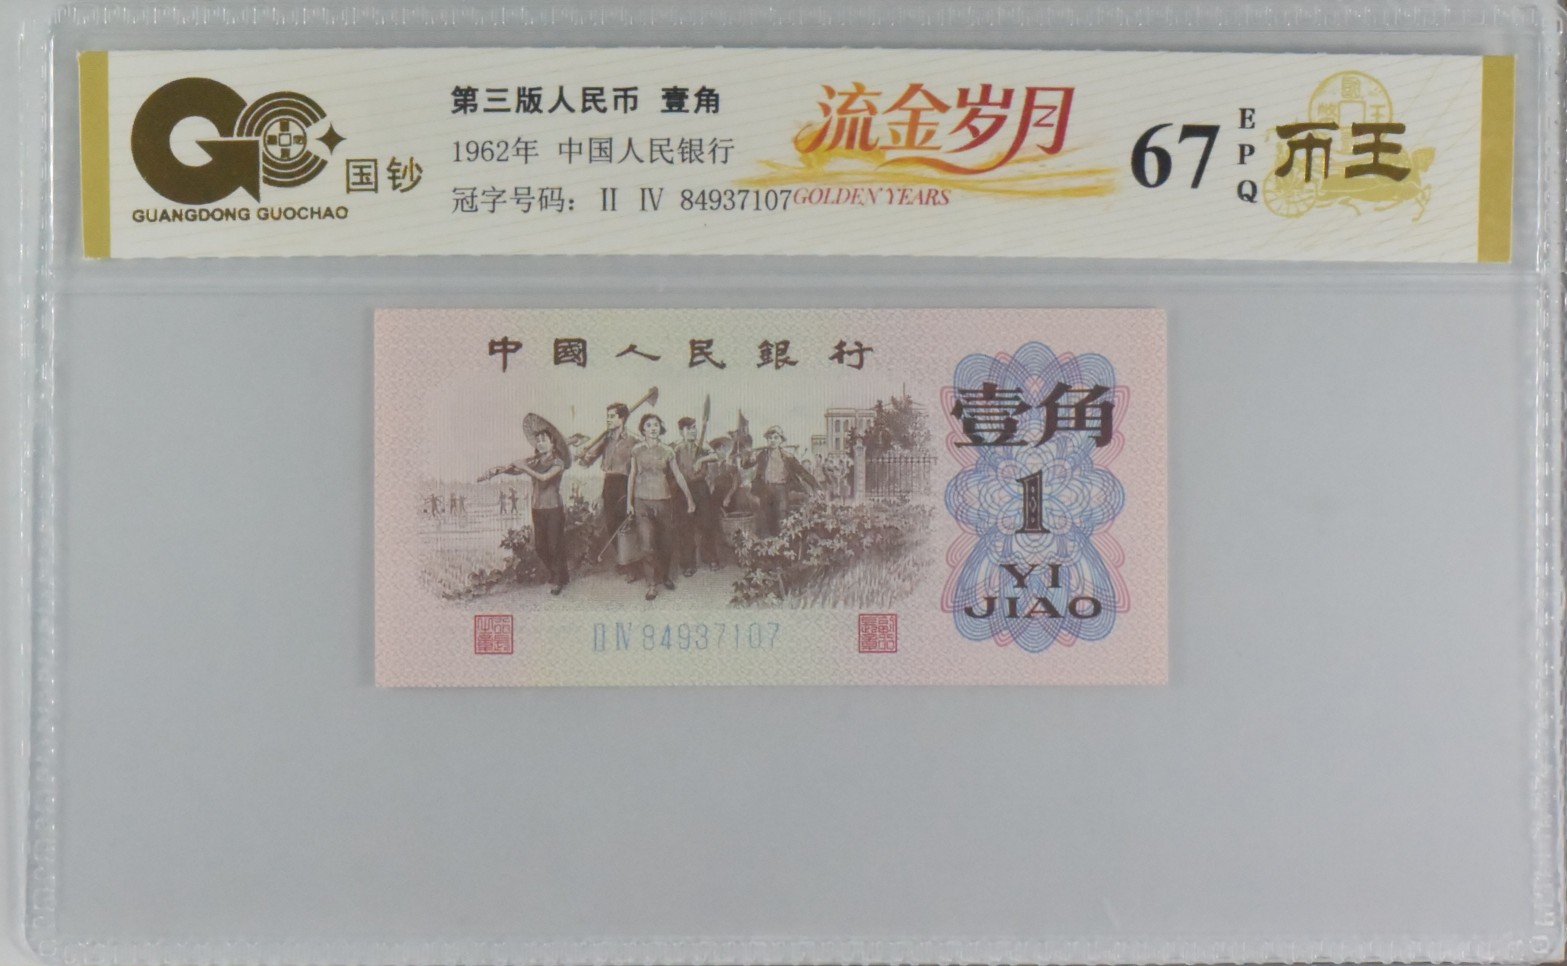 国钞
GUANGDONG GUOCHAO
第三版人民币 壹角
1962年 中国人民银行
冠字号码: II IV 84937107
流金岁月
GOLDEN YEARS
67
EPQ
币王
中國人民銀行
壹角
1
YI
JIAO
II IV 84937107